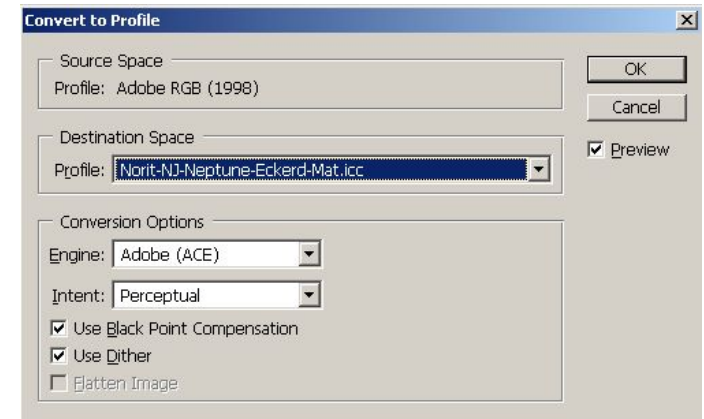 Convert to Profile
Source Space
Profile: Adobe RGB (1998)
OK
Cancel
Preview
Destination Space
Profile: Norit-NJ-Neptune-Eckerd-Mat.icc
Conversion Options
Engine: Adobe (ACE)
Intent: Perceptual
Use Black Point Compensation
Use Dither
Flatten Image